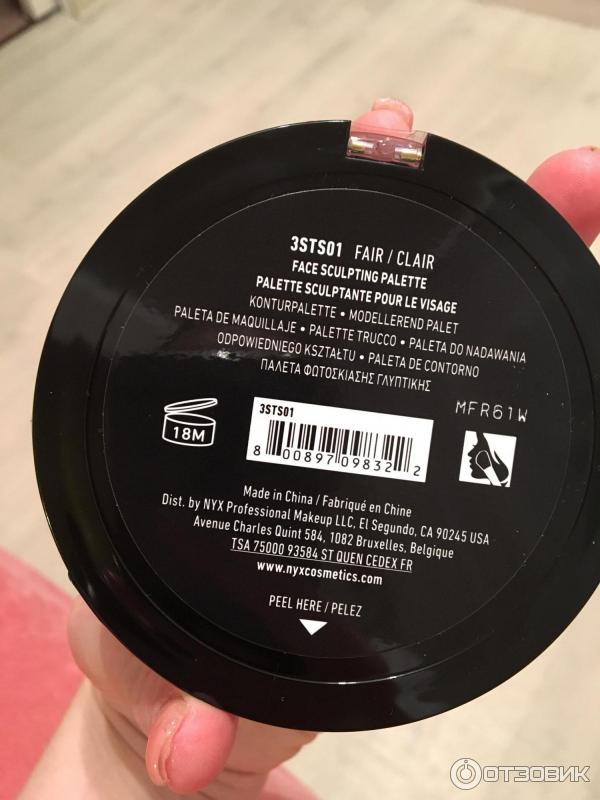 3STS01 FAIR / CLAIR
FACE SCULPTING PALETTE
PALETTE SCULPTANTE POUR LE VISAGE
KONTURPALETTE • MODELLEREND PALET
PALETA DE MAQUILLAJE • PALETTE TRUCCO • PALETA DO NADAWANIA
ODPOWIEDNIEGO KSZTAŁTU • PALETA DE CONTORNO
ΠΑΛΕΤΑ ΦΩΤΟΣΚΙΑΣΗΣ ΓΛΥΠΤΙΚΗΣ
MFR61W
3STS01
18M
8 00897 09832 2
Made in China / Fabriqué en Chine
Dist. by NYX Professional Makeup LLC, El Segundo, CA 90245 USA
Avenue Charles Quint 584, 1082 Bruxelles, Belgique
TSA 75000 93584 ST OUEN CEDEX FR
www.nyxcosmetics.com
PEEL HERE / PELEZ
ОТЗОВИК